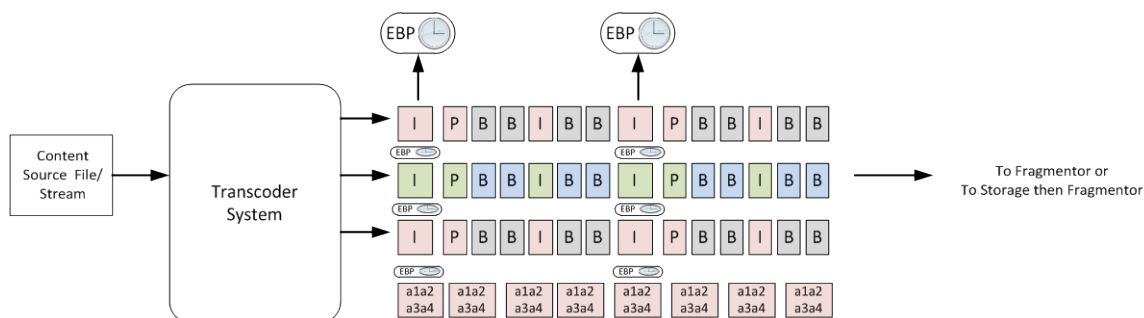 EBP EBP
I P B B I B B I P B B I B B
EBP EBP
Content
Source File/
Stream
Transcoder
System
I P B B I B B I P B B I B B
To Fragmentor or
To Storage then Fragmentor
EBP EBP
I P B B I B B I P B B I B B
EBP EBP
a1a2 a1a2 a1a2 a1a2 a1a2 a1a2 a1a2 a1a2
a3a4 a3a4 a3a4 a3a4 a3a4 a3a4 a3a4 a3a4